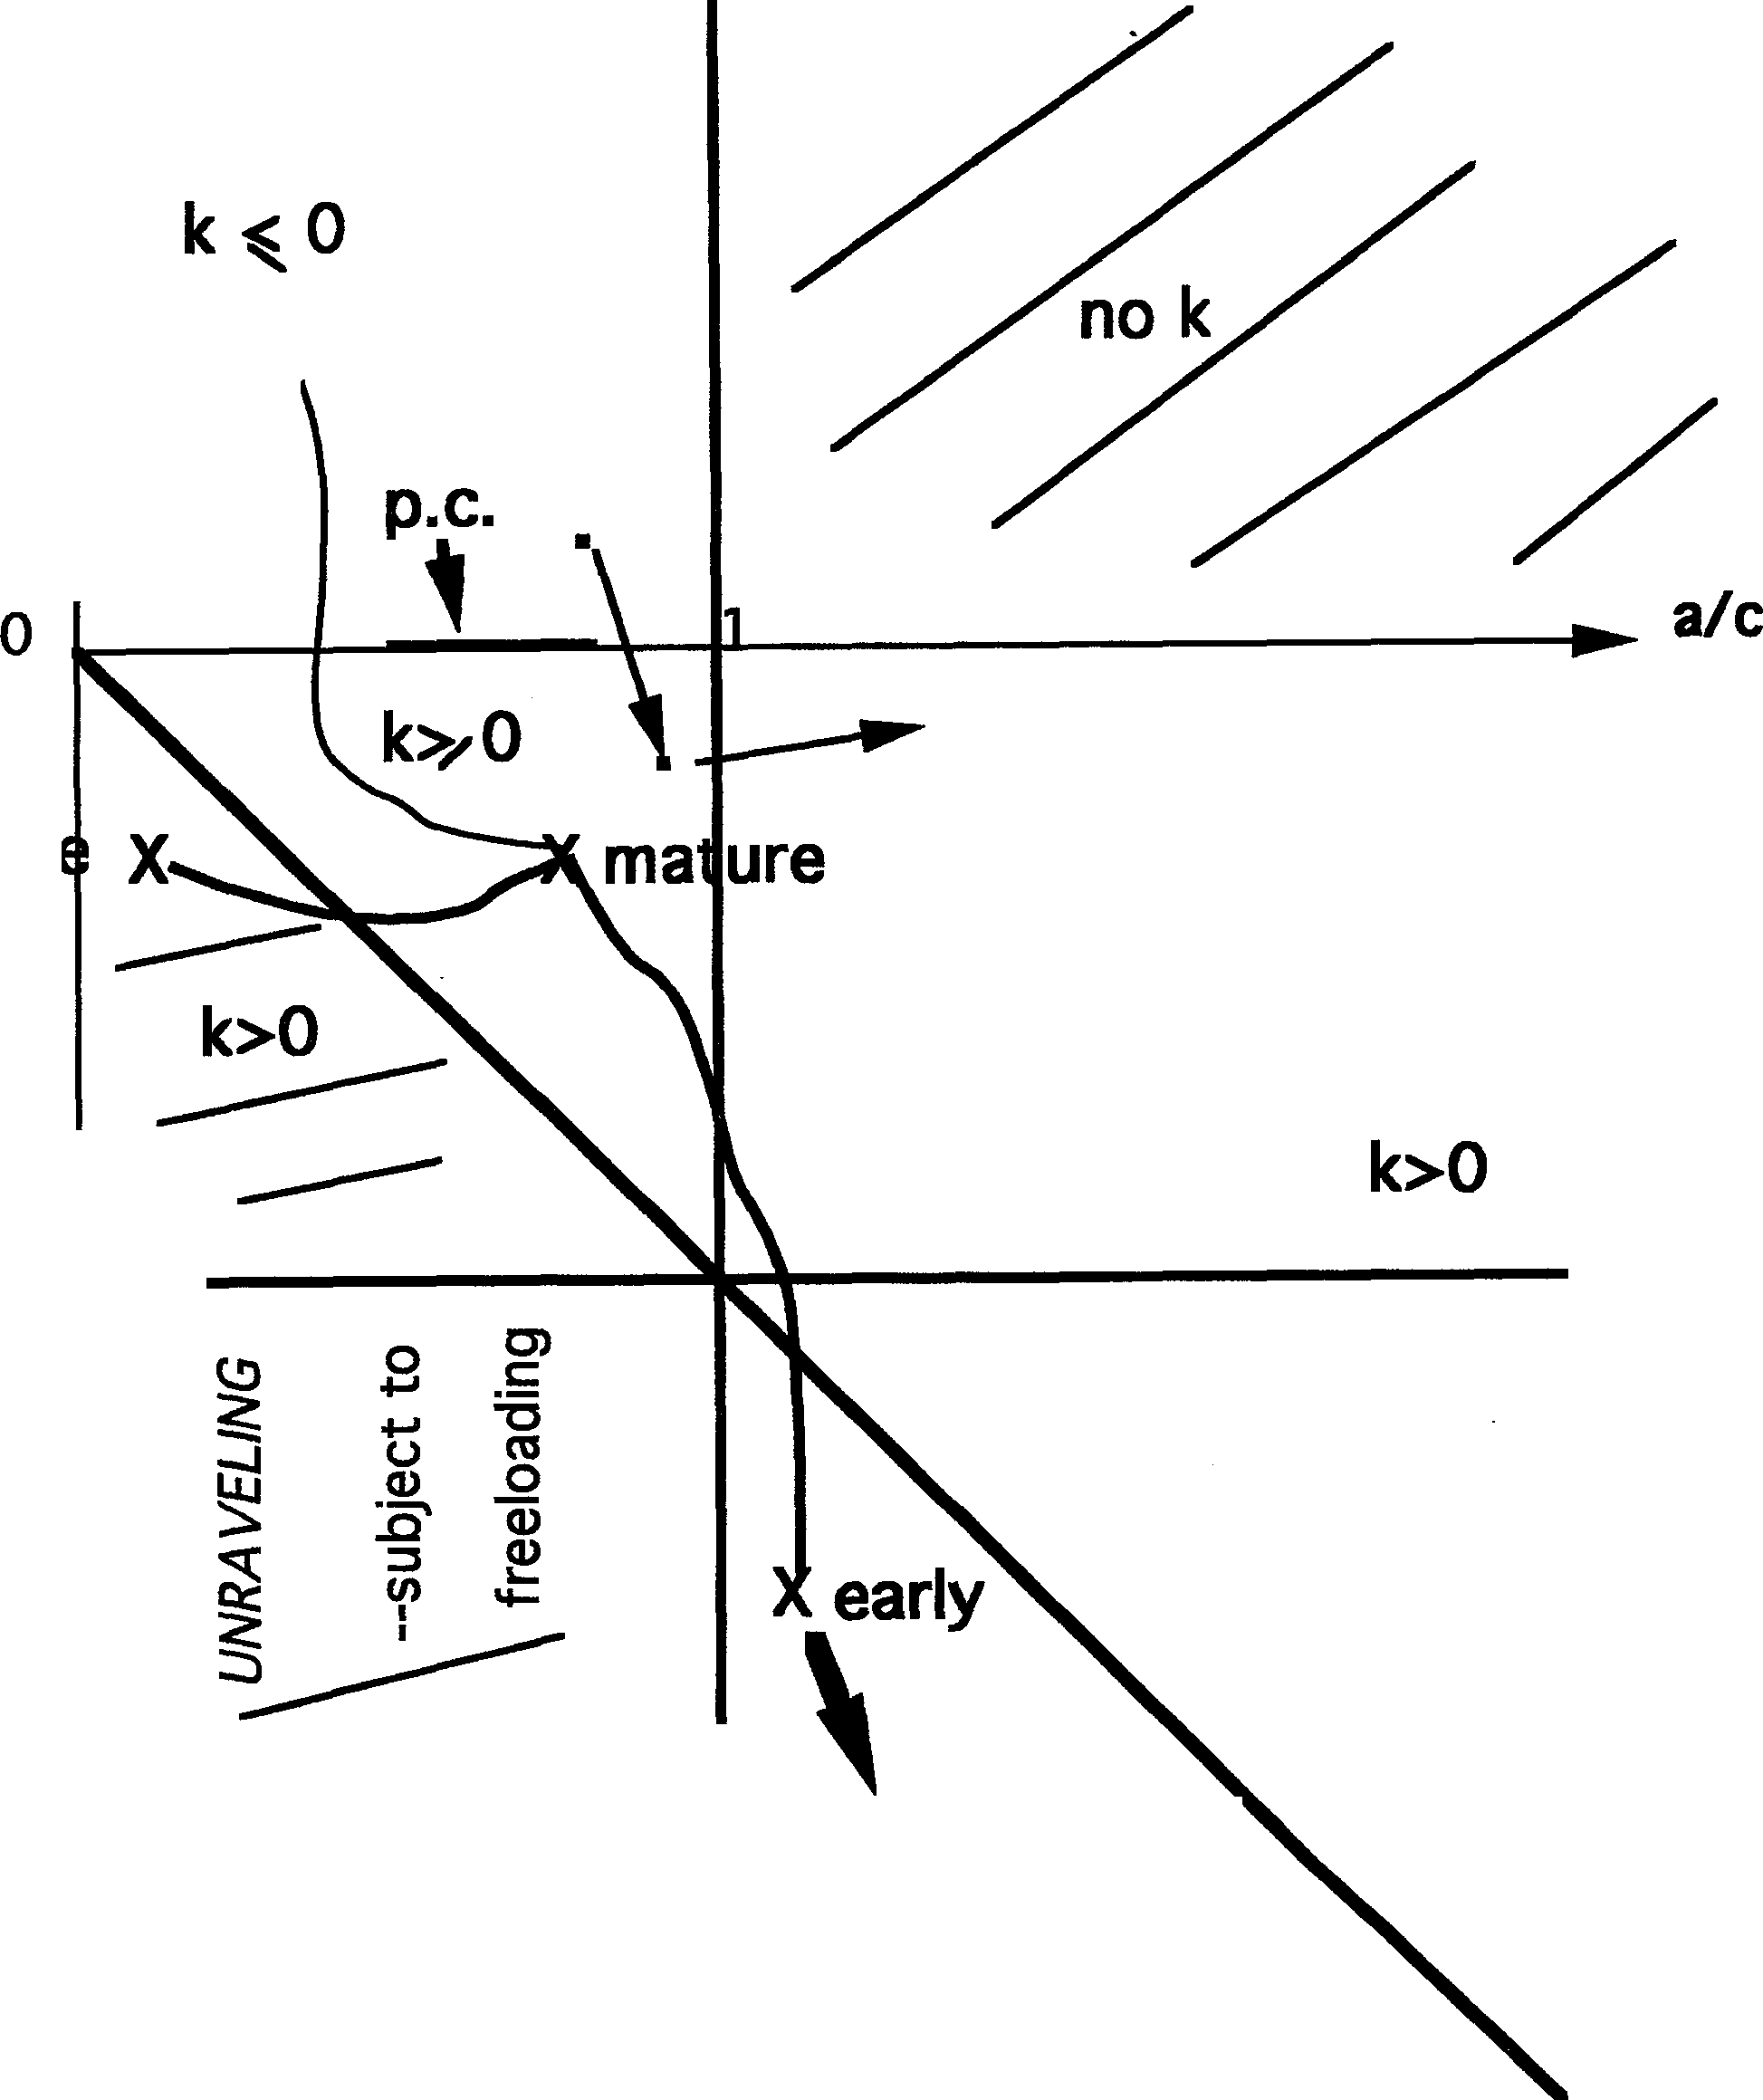 k ⩽ 0
no k
p.c.
0
1
a/c
k⩾0
e X
X mature
k>0
k>0
UNRAVELING
--subject to
freeloading
X early